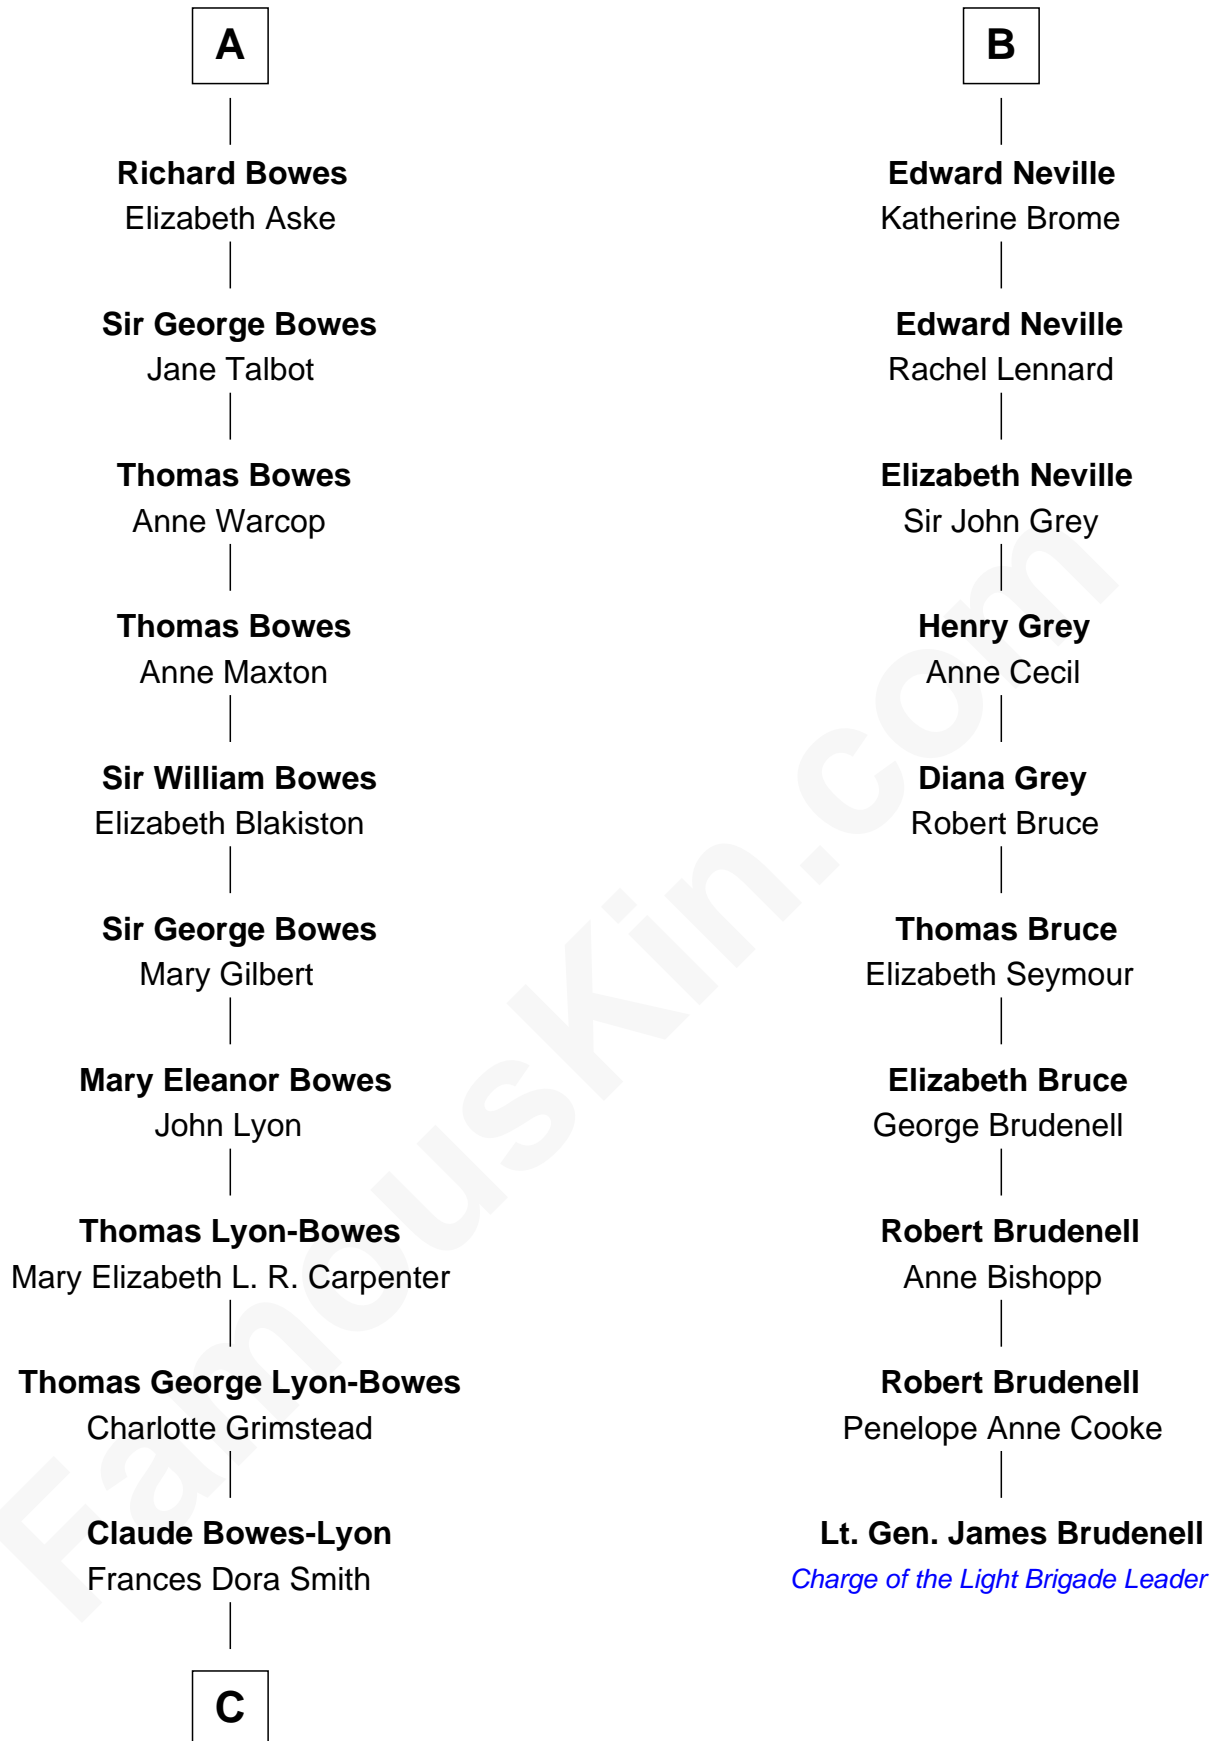 A
Richard Bowes
Elizabeth Aske
Sir George Bowes
Jane Talbot
Thomas Bowes
Anne Warcop
Thomas Bowes
Anne Maxton
Sir William Bowes
Elizabeth Blakiston
Sir George Bowes
Mary Gilbert
Mary Eleanor Bowes
John Lyon
Thomas Lyon-Bowes
Mary Elizabeth L. R. Carpenter
Thomas George Lyon-Bowes
Charlotte Grimstead
Claude Bowes-Lyon
Frances Dora Smith
C
B
Edward Neville
Katherine Brome
Edward Neville
Rachel Lennard
Elizabeth Neville
Sir John Grey
Henry Grey
Anne Cecil
Diana Grey
Robert Bruce
Thomas Bruce
Elizabeth Seymour
Elizabeth Bruce
George Brudenell
Robert Brudenell
Anne Bishopp
Robert Brudenell
Penelope Anne Cooke
Lt. Gen. James Brudenell
Charge of the Light Brigade Leader
FamousKin.com